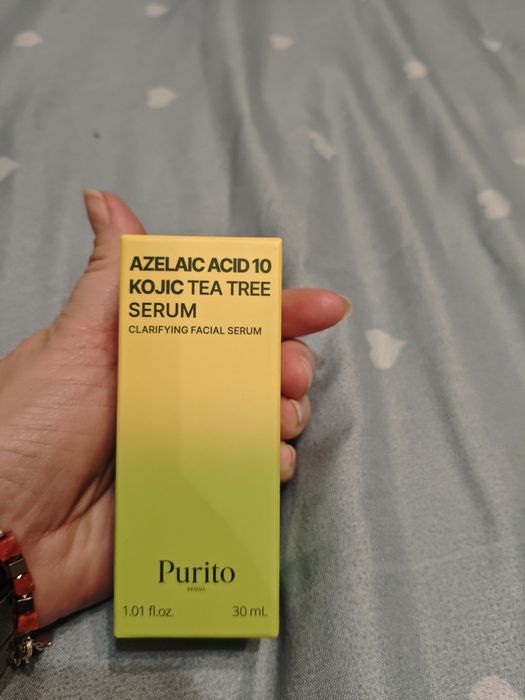 AZELAIC ACID 10
KOJIC TEA TREE
SERUM
CLARIFYING FACIAL SERUM
Purito
SEOUL
1.01 fl.oz. 30 mL